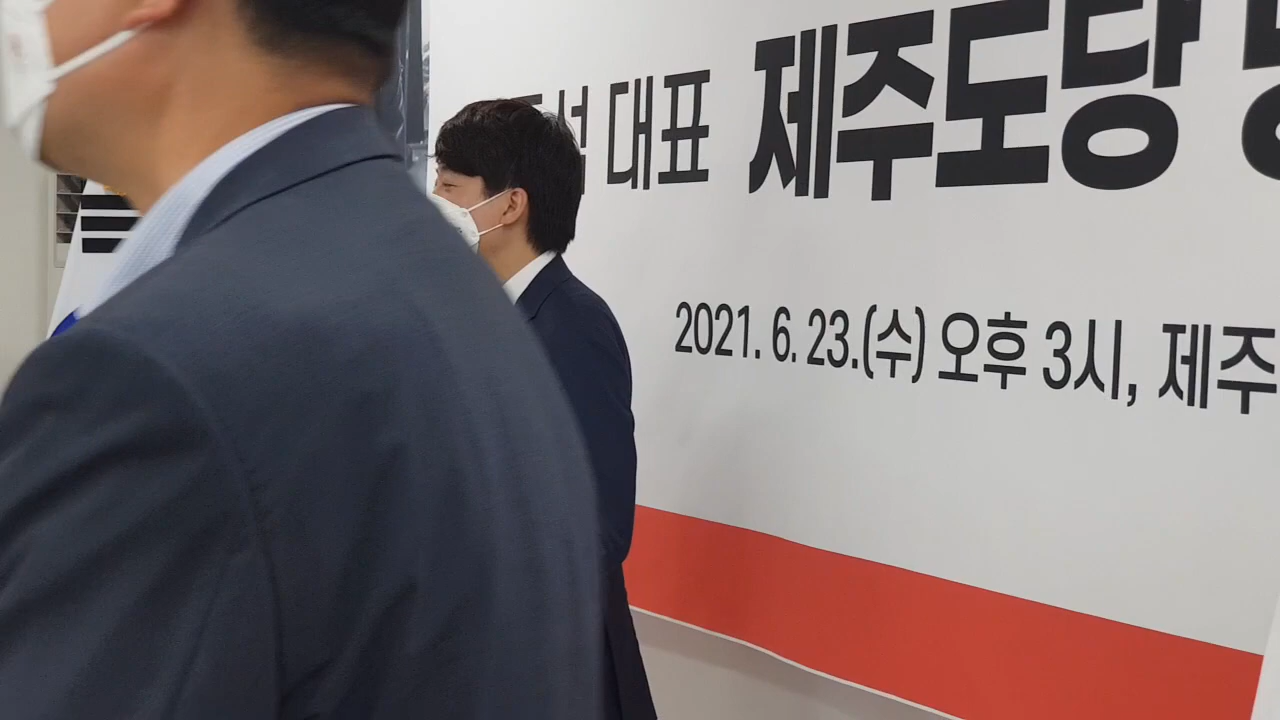 대표 제주도당
2021. 6. 23.(수) 오후 3시, 제주